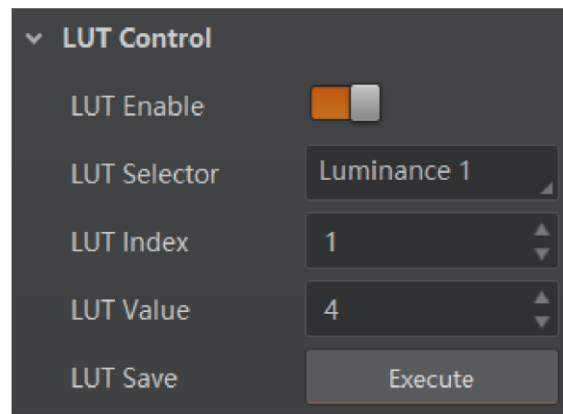 LUT Control
LUT Enable
LUT Selector Luminance 1
LUT Index 1
LUT Value 4
LUT Save Execute